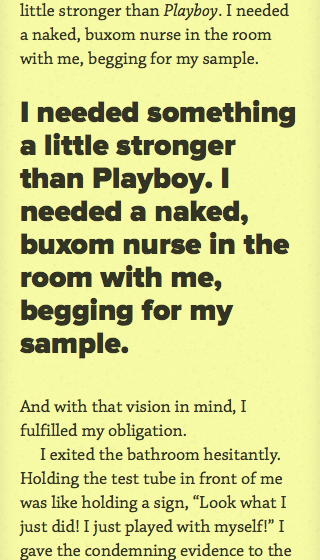 little stronger than Playboy. I needed
a naked, buxom nurse in the room
with me, begging for my sample.
I needed something
a little stronger
than Playboy. I
needed a naked,
buxom nurse in the
room with me,
begging for my
sample.
And with that vision in mind, I
fulfilled my obligation.
I exited the bathroom hesitantly.
Holding the test tube in front of me
was like holding a sign, “Look what I
just did! I just played with myself!” I
gave the condemning evidence to the